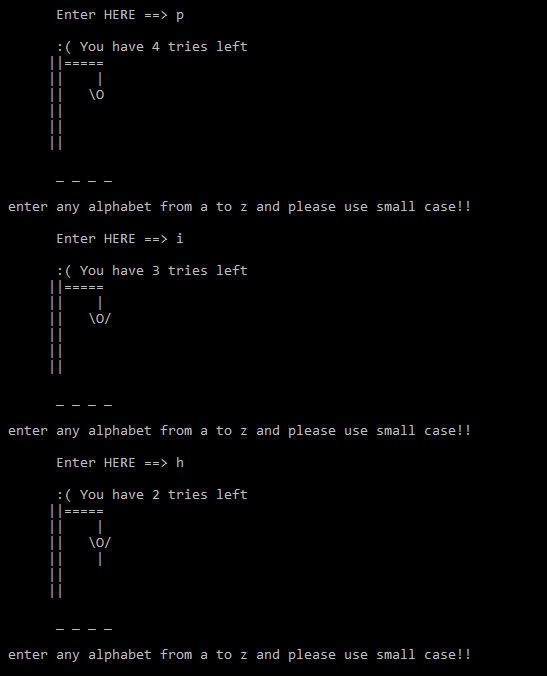 Enter HERE ==> p
:( You have 4 tries left
||=====
||    |
||   \O
||
||
||
_ _ _ _
enter any alphabet from a to z and please use small case!!
Enter HERE ==> i
:( You have 3 tries left
||=====
||    |
||   \O/
||
||
||
_ _ _ _
enter any alphabet from a to z and please use small case!!
Enter HERE ==> h
:( You have 2 tries left
||=====
||    |
||   \O/
||    |
||
||
_ _ _ _
enter any alphabet from a to z and please use small case!!